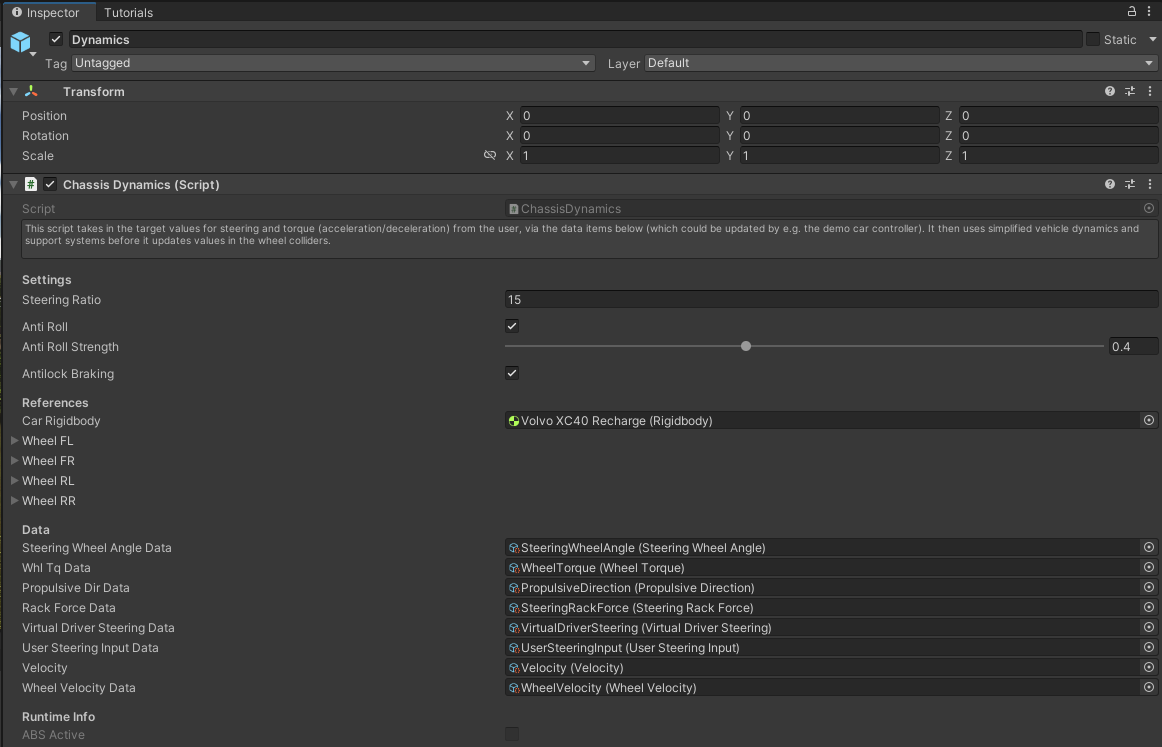 Inspector Tutorials
Dynamics Static
Tag Untagged Layer Default
Transform
Position X 0 Y 0 Z 0
Rotation X 0 Y 0 Z 0
Scale X 1 Y 1 Z 1
# Chassis Dynamics (Script)
Script # ChassisDynamics
This script takes in the target values for steering and torque (acceleration/deceleration) from the user, via the data items below (which could be updated by e.g. the demo car controller). It then uses simplified vehicle dynamics and
support systems before it updates values in the wheel colliders.
Settings
Steering Ratio 15
Anti Roll
Anti Roll Strength 0.4
Antilock Braking
References
Car Rigidbody Volvo XC40 Recharge (Rigidbody)
Wheel FL
Wheel FR
Wheel RL
Wheel RR
Data
Steering Wheel Angle Data SteeringWheelAngle (Steering Wheel Angle)
Whl Tq Data WheelTorque (Wheel Torque)
Propulsive Dir Data PropulsiveDirection (Propulsive Direction)
Rack Force Data SteeringRackForce (Steering Rack Force)
Virtual Driver Steering Data VirtualDriverSteering (Virtual Driver Steering)
User Steering Input Data UserSteeringInput (User Steering Input)
Velocity Velocity (Velocity)
Wheel Velocity Data WheelVelocity (Wheel Velocity)
Runtime Info
ABS Active